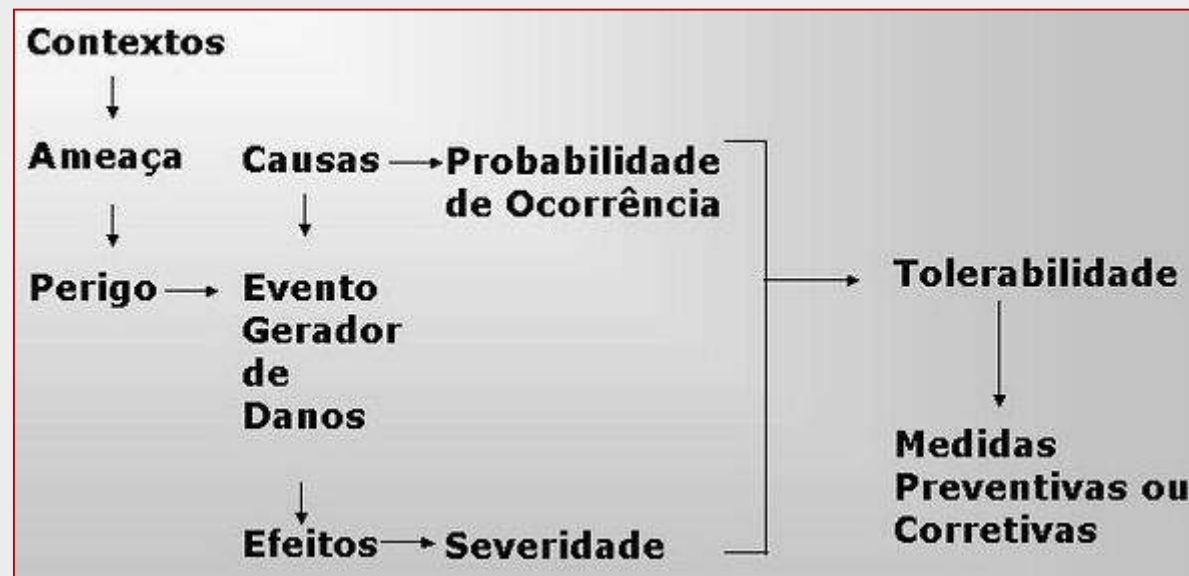 Contextos
Ameaça
Causas
Probabilidade
de Ocorrência
Perigo
Evento
Gerador
de
Danos
Tolerabilidade
Efeitos
Severidade
Medidas
Preventivas ou
Corretivas